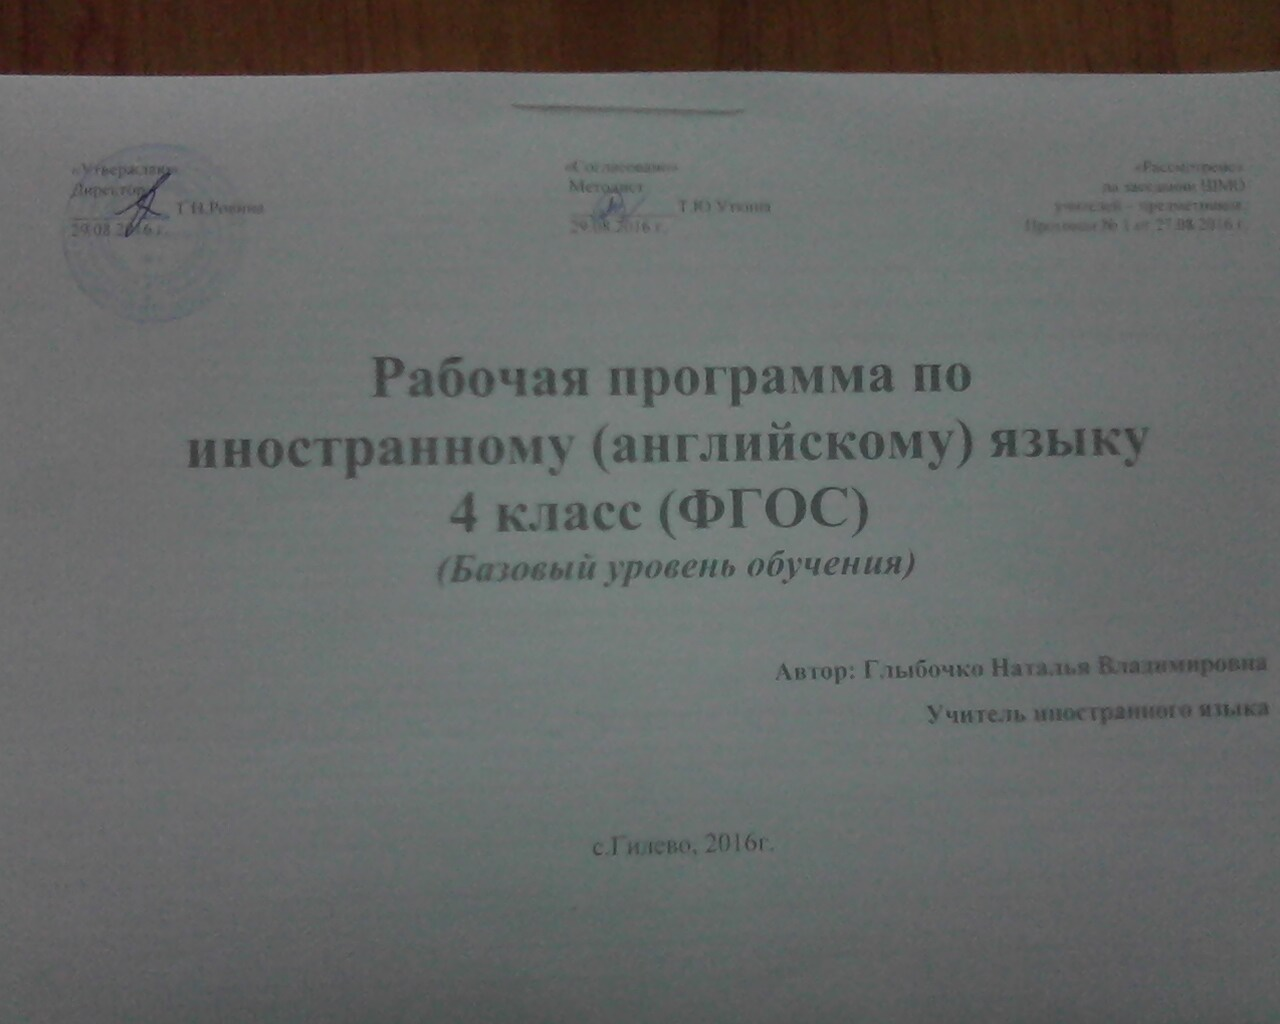 «Утверждаю»
Директор
Т.Н.
29.08.2016 г.
«Согласовано»
Методист
Т.Ю.Уткина
29.08.2016 г.
«Рассмотрено»
на заседании ШМО
учителей – предметников
Протокол № 1 от 27.08.2016 г.
Рабочая программа по
иностранному (английскому) языку
4 класс (ФГОС)
(Базовый уровень обучения)
Автор: Глыбочко Наталья Владимировна
Учитель иностранного языка
с.Гилево, 2016г.